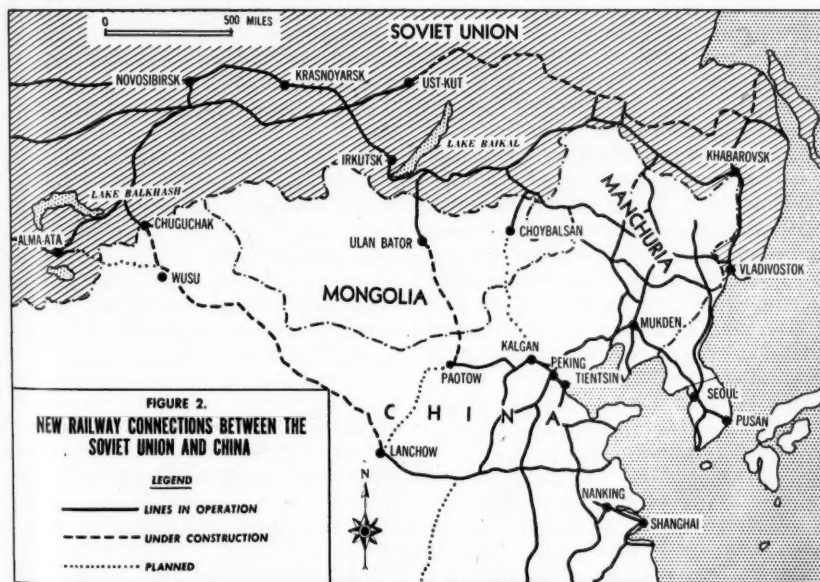 0 500 MILES
SOVIET UNION
NOVOSIBIRSK
KRASNOYARSK
UST-KUT
LAKE BAIKAL
IRKUTSK
KHABAROVSK
LAKE BALKHASH
MANCHURIA
CHUGUCHAK
CHOYBALSAN
ALMA-ATA
ULAN BATOR
VLADIVOSTOK
WUSU
MONGOLIA
MUKDEN
KALGAN
PEKING
TIENTSIN
PAOTOW
SEOUL
CHINA
PUSAN
LANCHOW
N
NANKING
SHANGHAI
FIGURE 2.
NEW RAILWAY CONNECTIONS BETWEEN THE
SOVIET UNION AND CHINA
LEGEND
LINES IN OPERATION
UNDER CONSTRUCTION
PLANNED